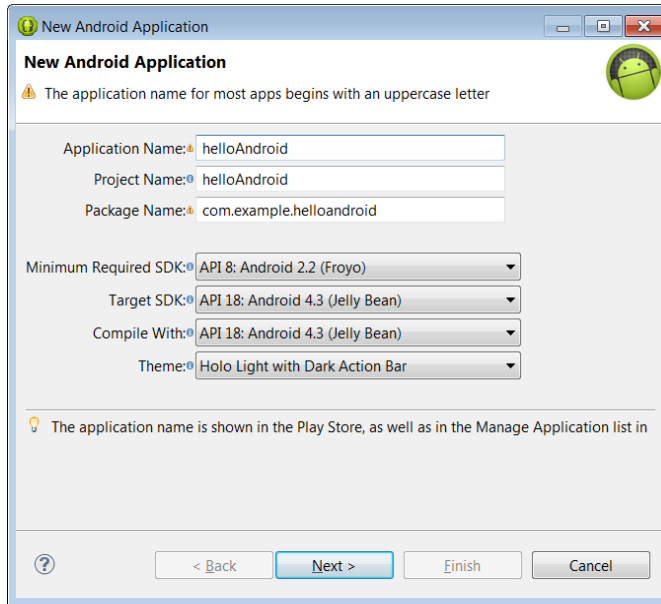 New Android Application
New Android Application
The application name for most apps begins with an uppercase letter
Application Name: helloAndroid
Project Name: helloAndroid
Package Name: com.example.helloandroid
Minimum Required SDK: API 8: Android 2.2 (Froyo)
Target SDK: API 18: Android 4.3 (Jelly Bean)
Compile With: API 18: Android 4.3 (Jelly Bean)
Theme: Holo Light with Dark Action Bar
The application name is shown in the Play Store, as well as in the Manage Application list in
? < Back Next > Finish Cancel